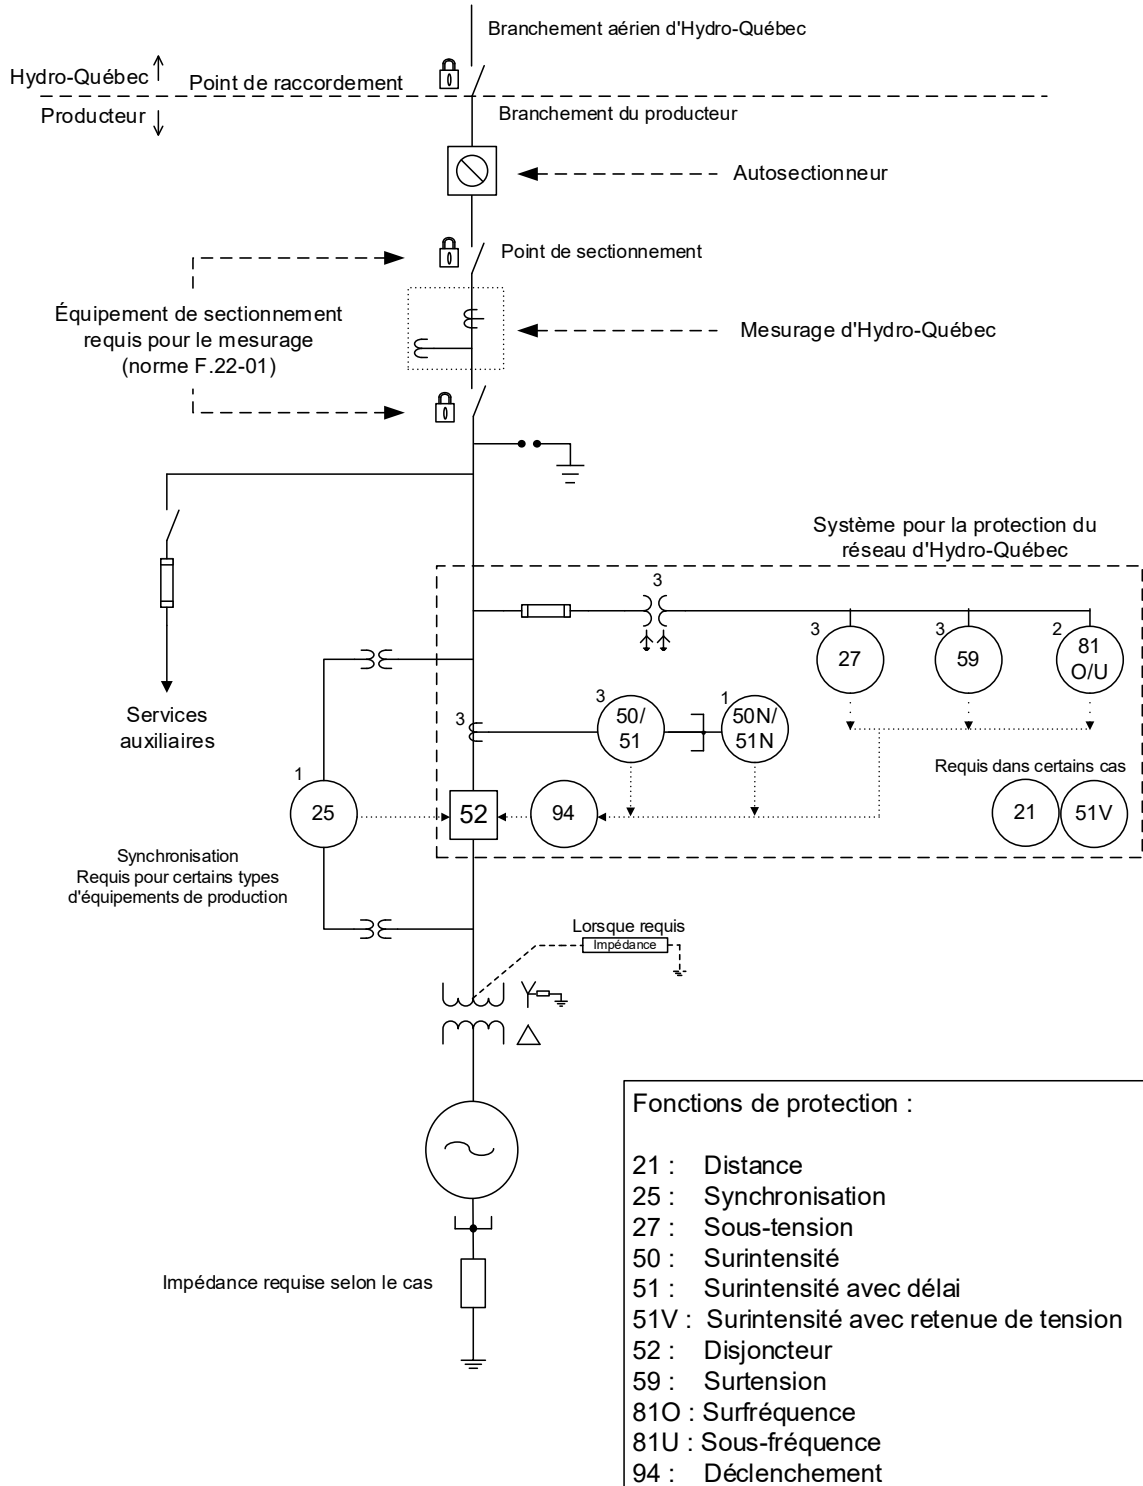 Branchement aérien d'Hydro-Québec
Hydro-Québec
Point de raccordement
Producteur
Branchement du producteur
Autosectionneur
Point de sectionnement
Équipement de sectionnement
requis pour le mesurage
(norme F.22-01)
Mesurage d'Hydro-Québec
Système pour la protection du
réseau d'Hydro-Québec
3
3
27
3
59
2
81
O/U
Services
auxiliaires
3
3
50/
51
1
50N/
51N
Requis dans certains cas
1
25
52
94
21
51V
Synchronisation
Requis pour certains types
d'équipements de production
Lorsque requis
Impédance
Impédance requise selon le cas
Fonctions de protection :
21 : Distance
25 : Synchronisation
27 : Sous-tension
50 : Surintensité
51 : Surintensité avec délai
51V : Surintensité avec retenue de tension
52 : Disjoncteur
59 : Surtension
81O : Surfréquence
81U : Sous-fréquence
94 : Déclenchement